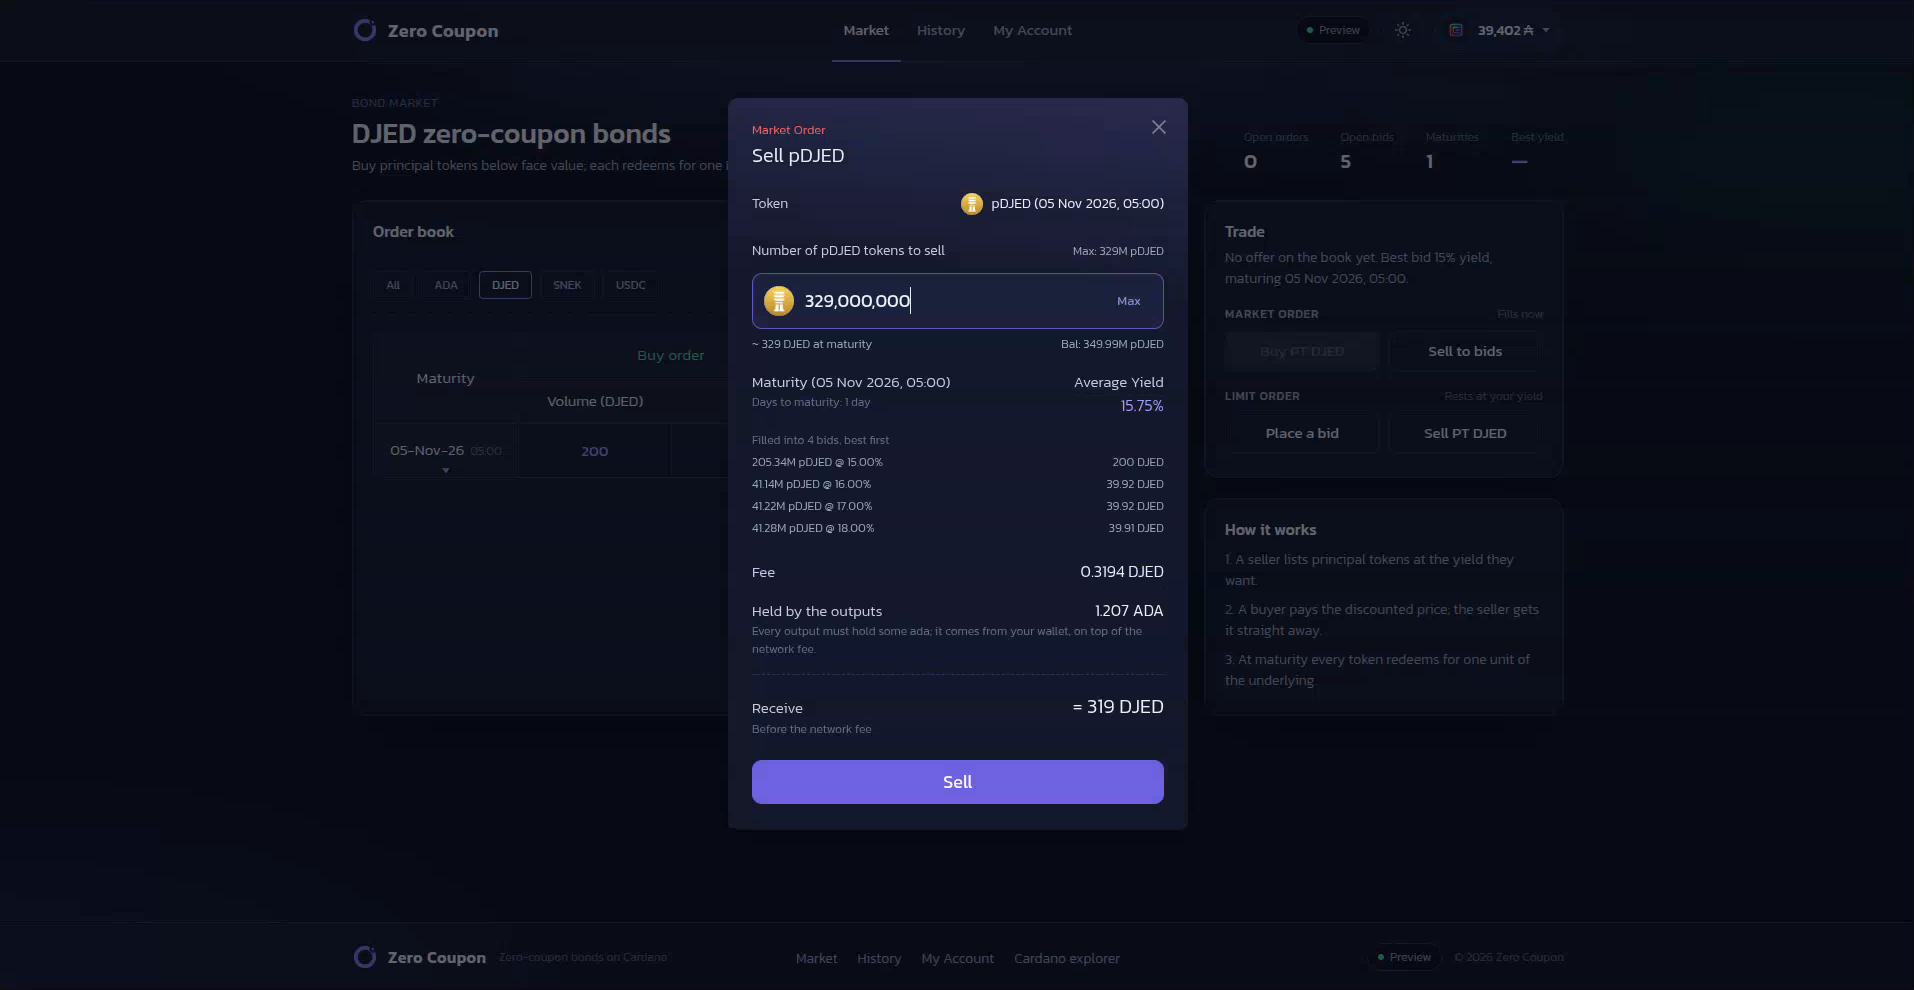 Zero Coupon
Market
History
My Account
Preview
39,402 ₳
BOND MARKET
DJED zero-coupon bonds
Buy principal tokens below face value; each redeems for one
Open orders
0
Open bids
5
Maturities
1
Best yield
—
Order book
All
ADA
DJED
SNEK
USDC
Maturity
Buy order
Volume (DJED)
05-Nov-26 05:00
200
Market Order
Sell pDJED
Token
pDJED (05 Nov 2026, 05:00)
Number of pDJED tokens to sell
Max: 329M pDJED
329,000,000
Max
~ 329 DJED at maturity
Bal: 349.99M pDJED
Maturity (05 Nov 2026, 05:00)
Average Yield
Days to maturity: 1 day
15.75%
Filled into 4 bids, best first
205.34M pDJED @ 15.00%
200 DJED
41.14M pDJED @ 16.00%
39.92 DJED
41.22M pDJED @ 17.00%
39.92 DJED
41.28M pDJED @ 18.00%
39.91 DJED
Fee
0.3194 DJED
Held by the outputs
1.207 ADA
Every output must hold some ada; it comes from your wallet, on top of the
network fee.
Receive
= 319 DJED
Before the network fee
Sell
Trade
No offer on the book yet. Best bid 15% yield,
maturing 05 Nov 2026, 05:00.
MARKET ORDER
Fills now
Buy PT DJED
Sell to bids
LIMIT ORDER
Rests at your yield
Place a bid
Sell PT DJED
How it works
1. A seller lists principal tokens at the yield they
want.
2. A buyer pays the discounted price; the seller gets
it straight away.
3. At maturity every token redeems for one unit of
the underlying.
Zero Coupon
Zero-coupon bonds on Cardano
Market
History
My Account
Cardano explorer
Preview
© 2026 Zero Coupon